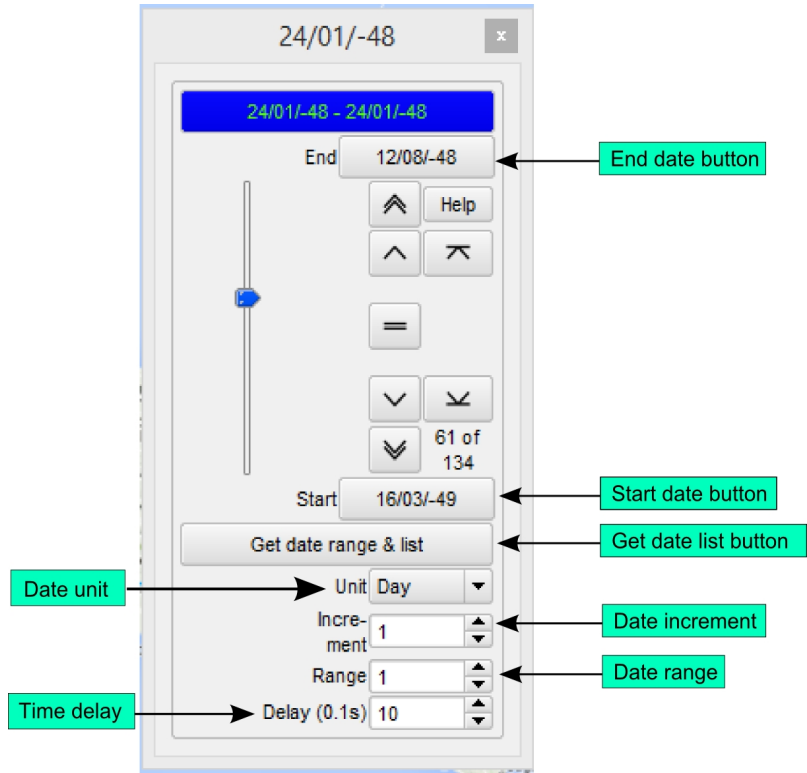 24/01/-48
x
24/01/-48 - 24/01/-48
End 12/08/-48
End date button
Help
61 of
134
Start 16/03/-49
Start date button
Get date range & list
Get date list button
Date unit
Unit Day
Incre-
ment 1
Date increment
Range 1
Date range
Time delay
Delay (0.1s) 10